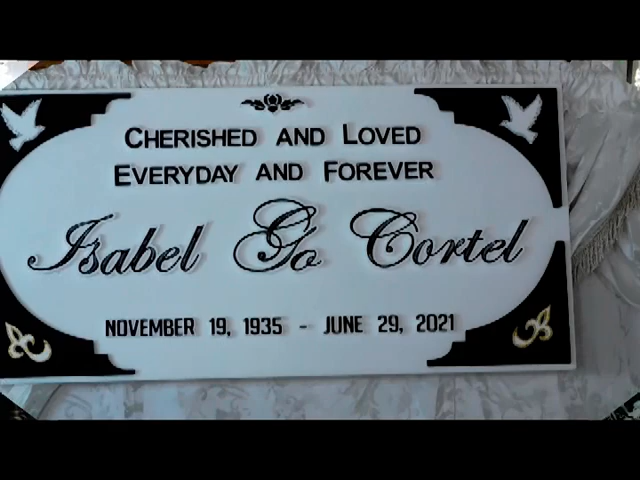 CHERISHED AND LOVED
EVERYDAY AND FOREVER
Isabel Go Cortel
NOVEMBER 19, 1935 - JUNE 29, 2021